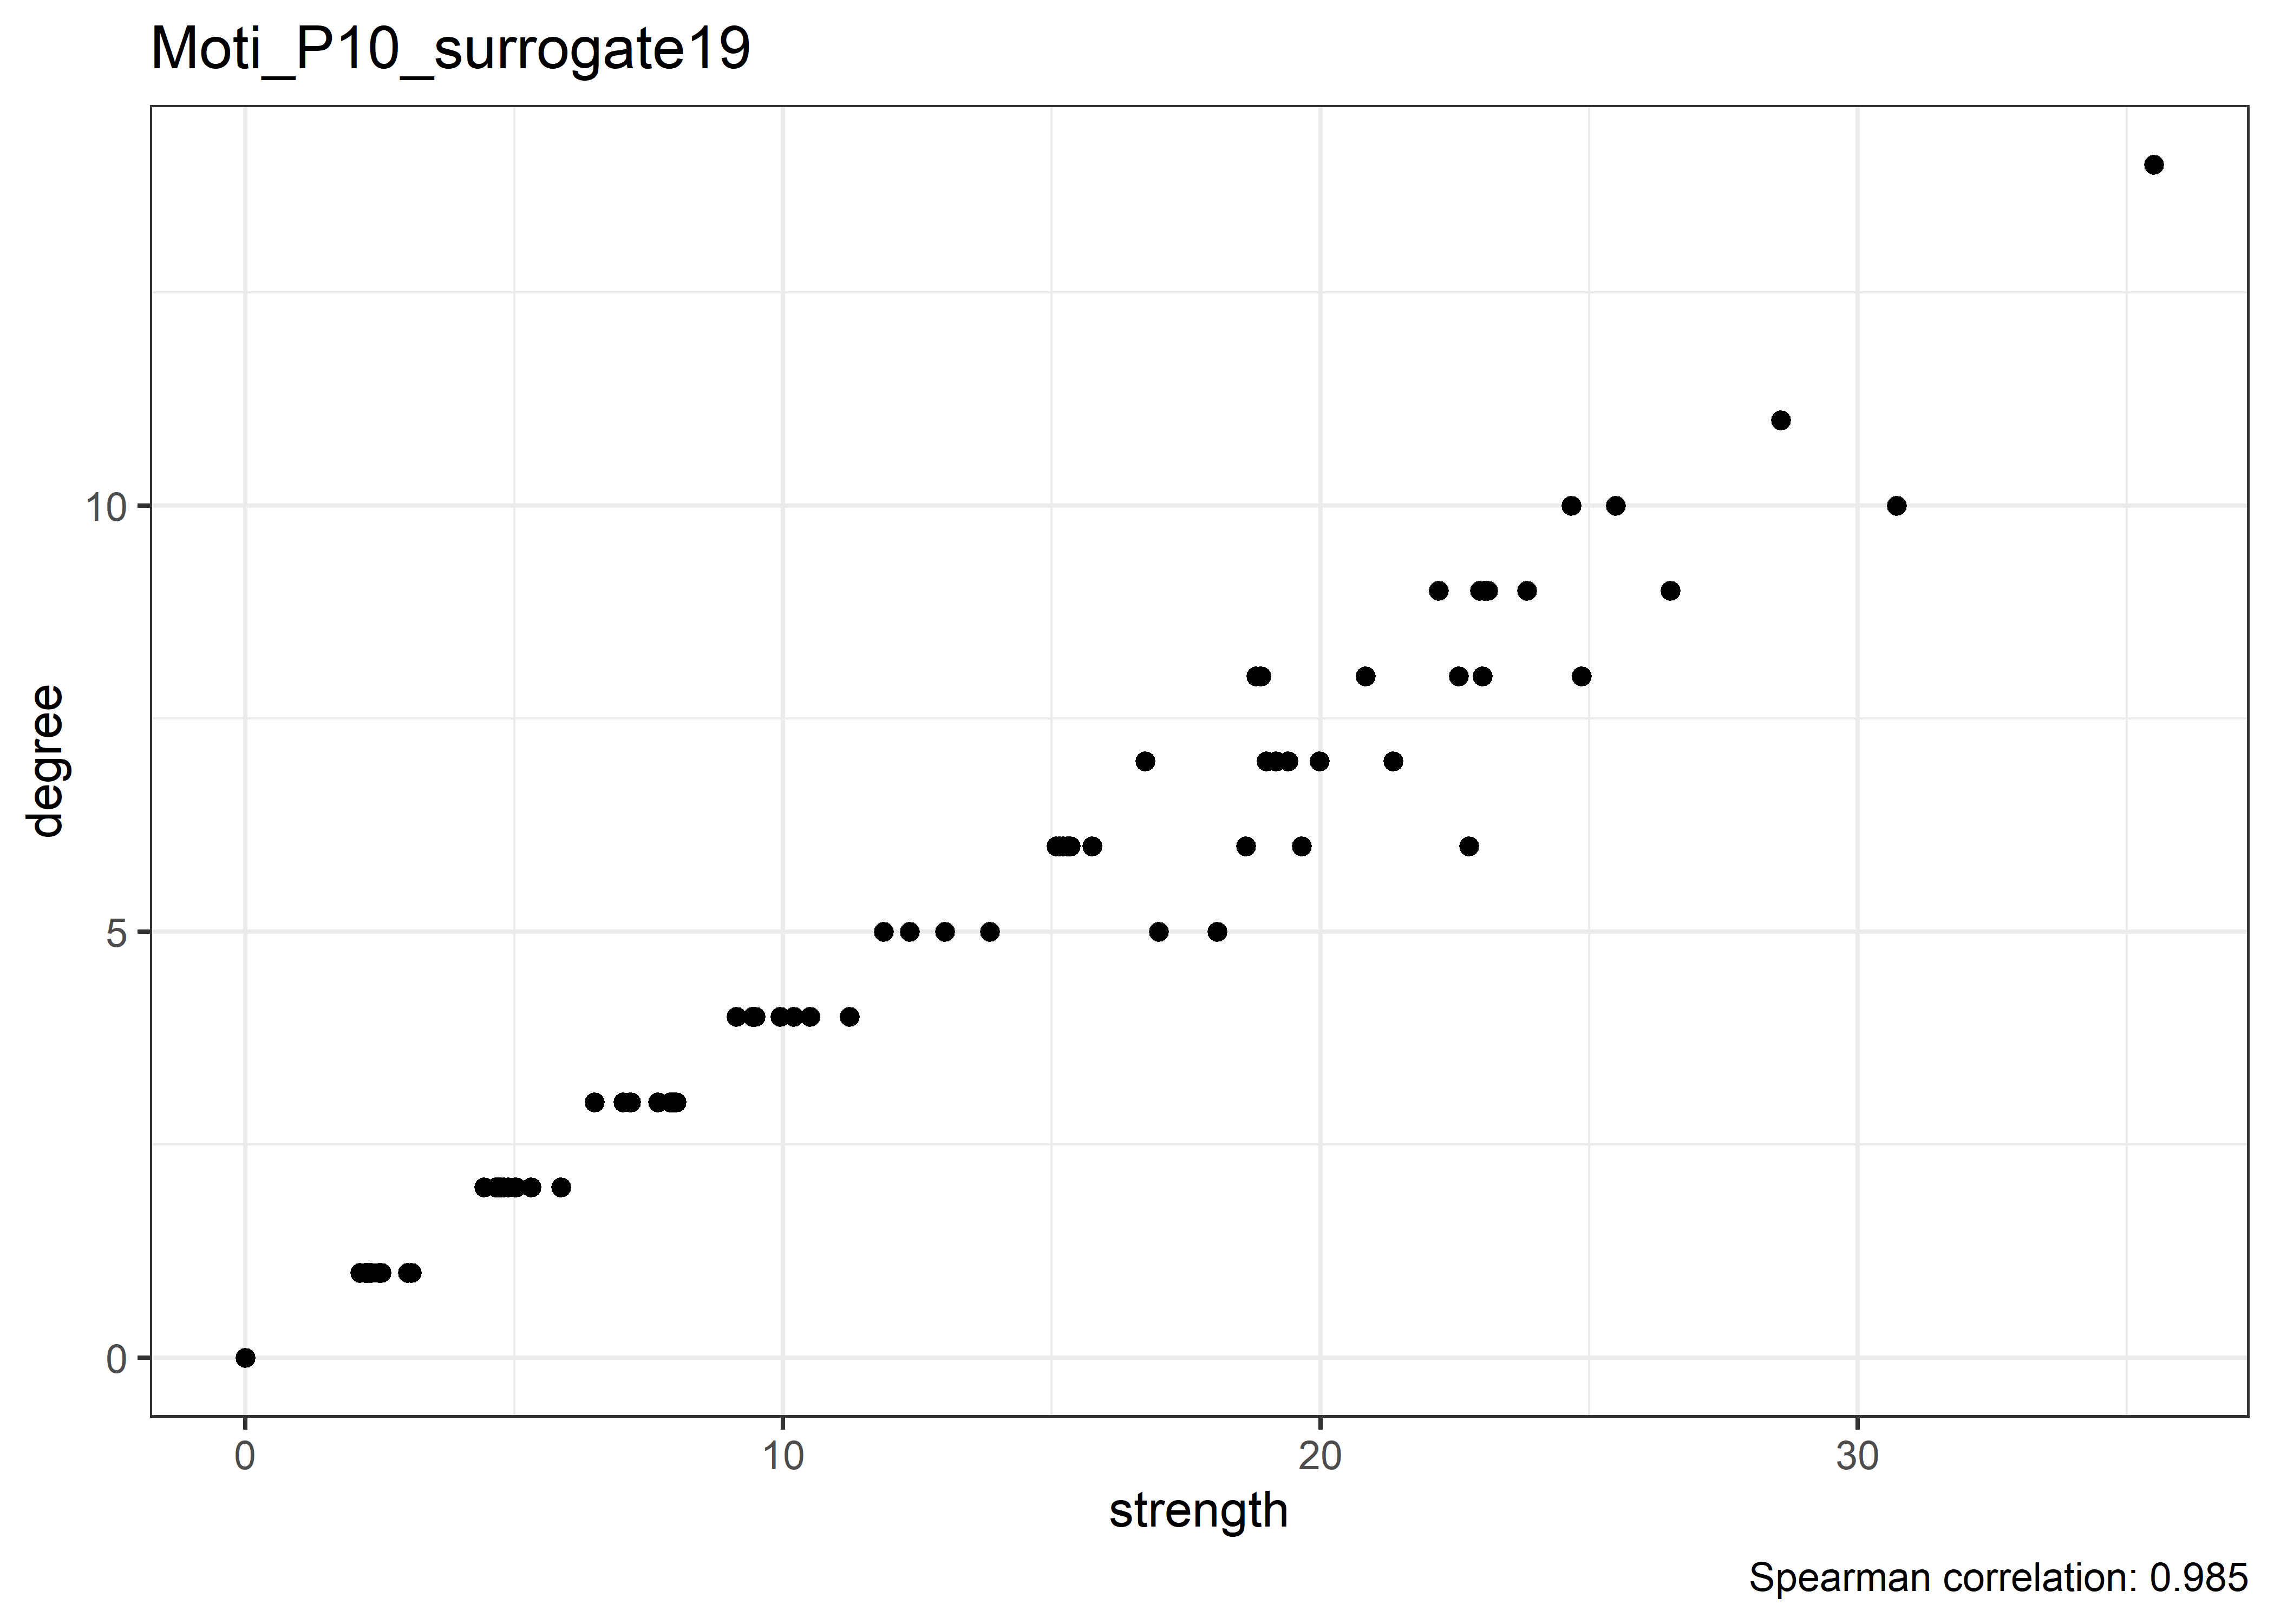 Moti_P10_surrogate19
degree
10
5
0
0 10 20 30
strength
Spearman correlation: 0.985